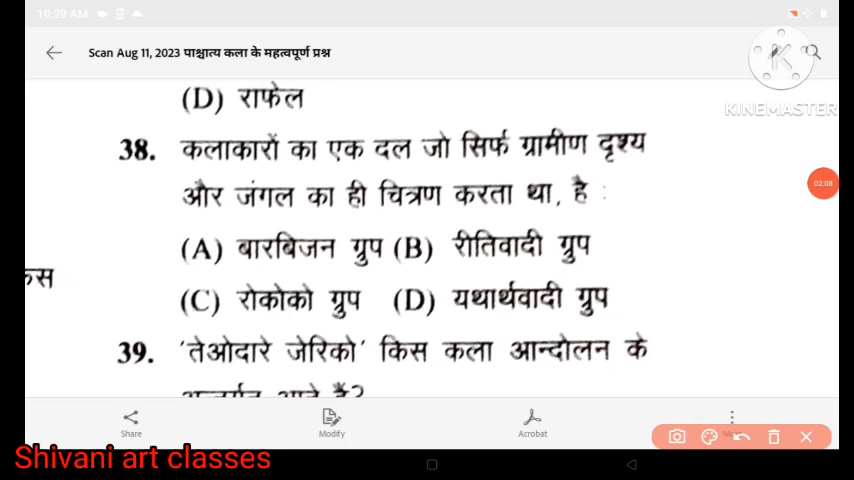 10:39 AM
Scan Aug 11, 2023 पाश्चात्य कला के महत्वपूर्ण प्रश्न
KINEMASTER
(D) राफेल
38. कलाकारों का एक दल जो सिर्फ ग्रामीण दृश्य
02:08
और जंगल का ही चित्रण करता था, है :
(A) बारबिजन ग्रुप (B) रीतिवादी ग्रुप
(C) रोकोको ग्रुप (D) यथार्थवादी ग्रुप
39. 'तेओदारे जेरिको' किस कला आन्दोलन के
Share
Modify
Acrobat
Shivani art classes